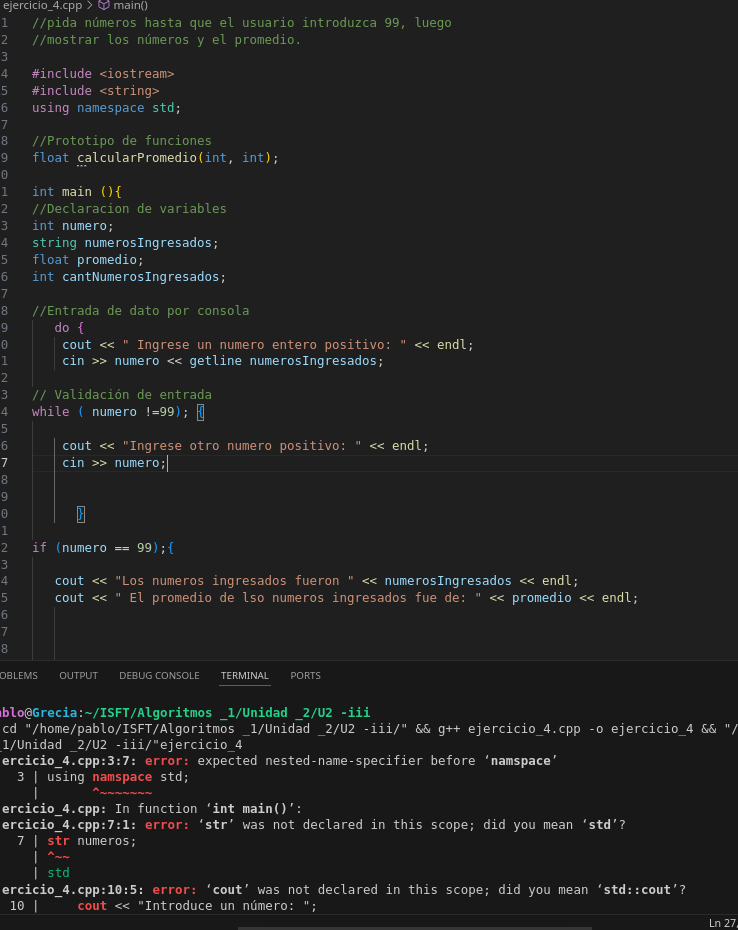 ejercicio_4.cpp > main()
1 //pida números hasta que el usuario introduzca 99, luego
2 //mostrar los números y el promedio.
3
4 #include <iostream>
5 #include <string>
6 using namespace std;
7
8 //Prototipo de funciones
9 float calcularPromedio(int, int);
0
1 int main (){
2 //Declaracion de variables
3 int numero;
4 string numerosIngresados;
5 float promedio;
6 int cantNumerosIngresados;
7
8 //Entrada de dato por consola
9 do {
0 cout << " Ingrese un numero entero positivo: " << endl;
1 cin >> numero << getline numerosIngresados;
2
3 // Validación de entrada
4 while ( numero !=99); {
5
6 cout << "Ingrese otro numero positivo: " << endl;
7 cin >> numero;
8
9
0 }
1
2 if (numero == 99);{
3
4 cout << "Los numeros ingresados fueron " << numerosIngresados << endl;
5 cout << " El promedio de lso numeros ingresados fue de: " << promedio << endl;
6
7
8
OBLEMS OUTPUT DEBUG CONSOLE TERMINAL PORTS
ablo@Grecia:~/ISFT/Algoritmos _1/Unidad _2/U2 -iii
cd "/home/pablo/ISFT/Algoritmos _1/Unidad _2/U2 -iii/" && g++ ejercicio_4.cpp -o ejercicio_4 && "/
_1/Unidad _2/U2 -iii/"ejercicio_4
ercicio_4.cpp:3:7: error: expected nested-name-specifier before ‘namspace’
3 | using namspace std;
| ^~~~~~~~
ercicio_4.cpp: In function ‘int main()’:
ercicio_4.cpp:7:1: error: ‘str’ was not declared in this scope; did you mean ‘std’?
7 | str numeros;
| ^~~
| std
ercicio_4.cpp:10:5: error: ‘cout’ was not declared in this scope; did you mean ‘std::cout’?
10 | cout << "Introduce un número: ";
Ln 27,